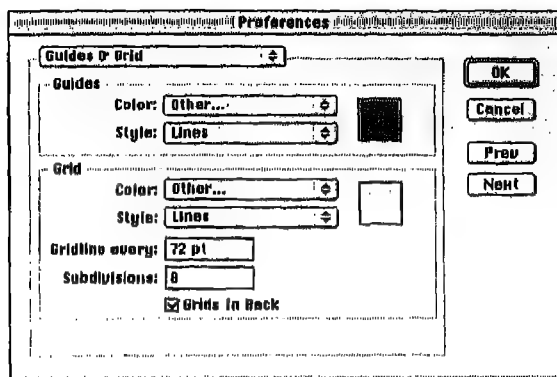 Preferences
Guides & Grid
OK
Guides
Color: Other...
Cancel
Style: Lines
Prev
Grid
Next
Color: Other...
Style: Lines
Gridline every: 72 pt
Subdivisions: 8
Grids In Back